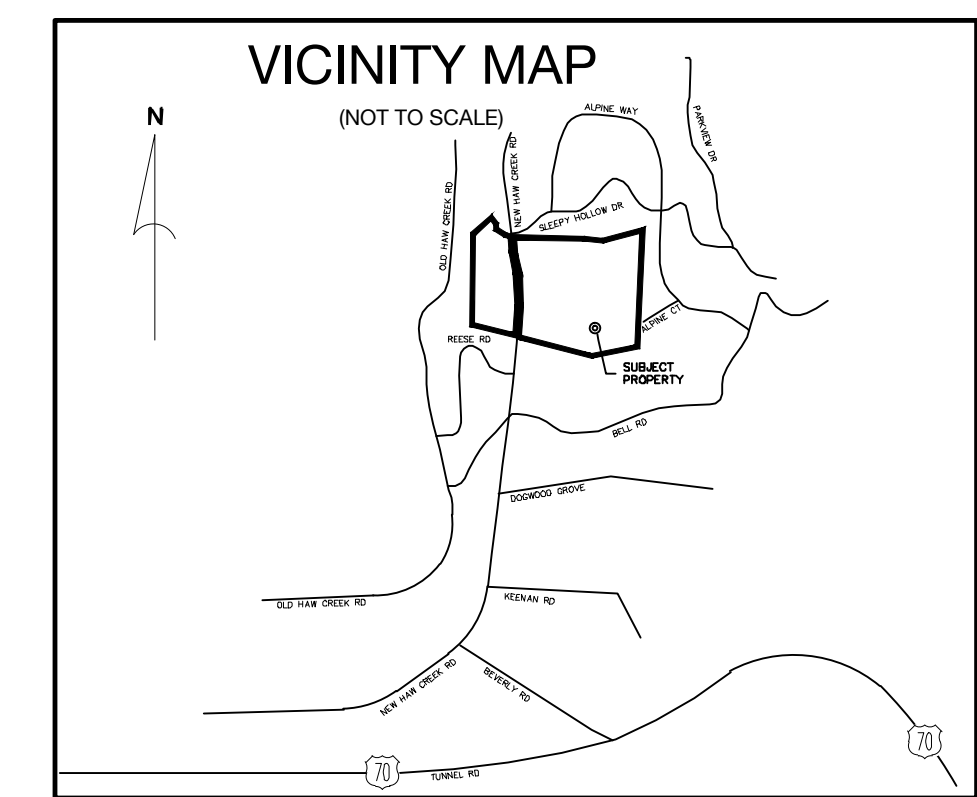 VICINITY MAP
(NOT TO SCALE)
N
ALPINE WAY
PARKVIEW DR
NEW HAW CREEK RD
OLD HAW CREEK RD
SLEEPY HOLLOW DR
ALPINE CT
REESE RD
SUBJECT
PROPERTY
BELL RD
DOGWOOD GROVE
OLD HAW CREEK RD
KEENAN RD
NEW HAW CREEK RD
BEVERLY RD
70
70
TUNNEL RD